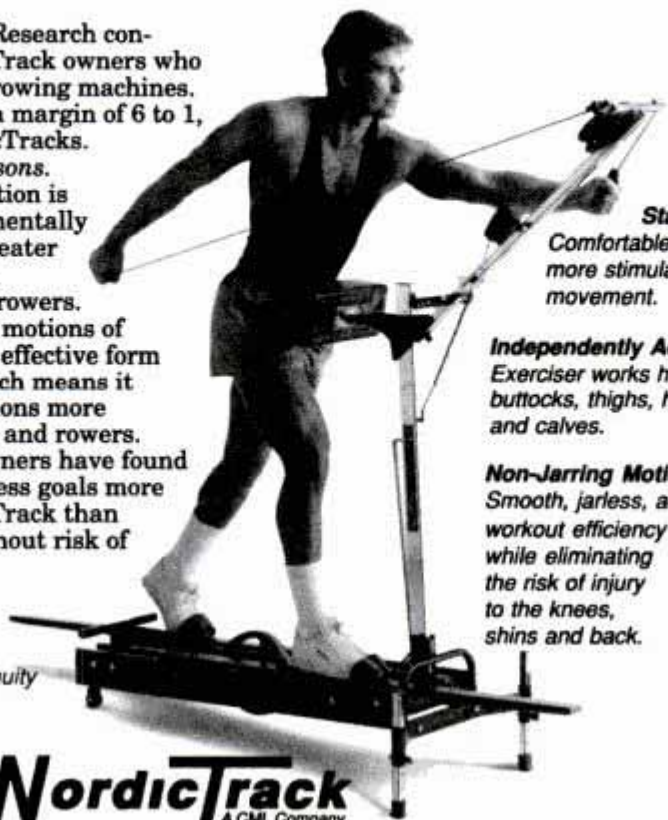 Research con-
Track owners who
rowing machines.
margin of 6 to 1,
Tracks.
sons.
tion is
mentally
eater
rowers.
motions of
effective form
ch means it
ons more
and rowers.
ners have found
ess goals more
Track than
hout risk of
uity
Sta
Comfortable
more stimula
movement.
Independently A
Exerciser works h
buttocks, thighs, h
and calves.
Non-Jarring Moti
Smooth, jarless, a
workout efficiency
while eliminating
the risk of injury
to the knees,
shins and back.
NordicTrack
A CML Company